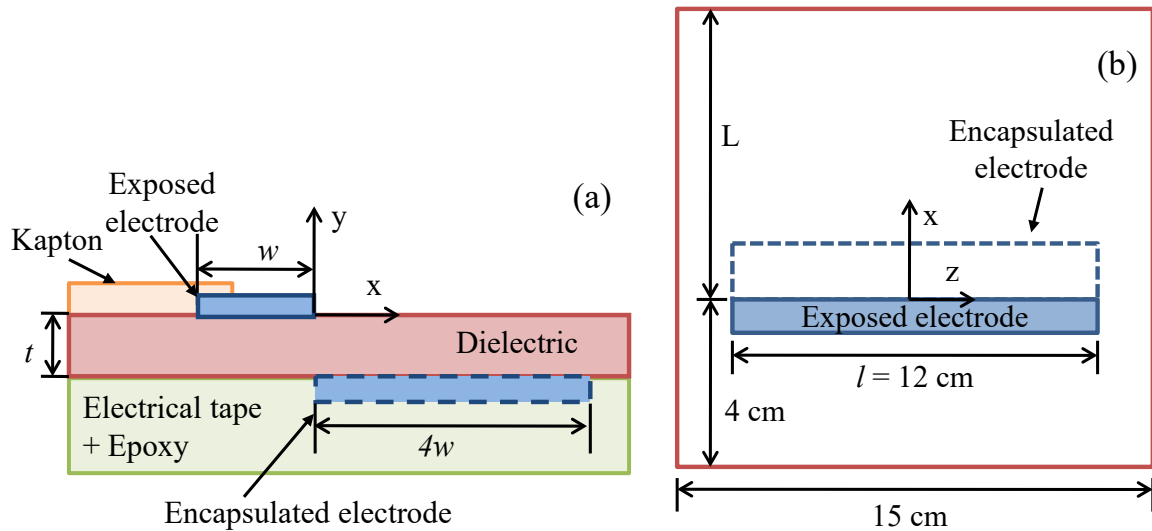 Exposed
electrode
(a)
Kapton
y
w
x
t
Dielectric
Electrical tape
+ Epoxy
4w
Encapsulated electrode
(b)
L
Encapsulated
electrode
x
z
Exposed electrode
l = 12 cm
4 cm
15 cm